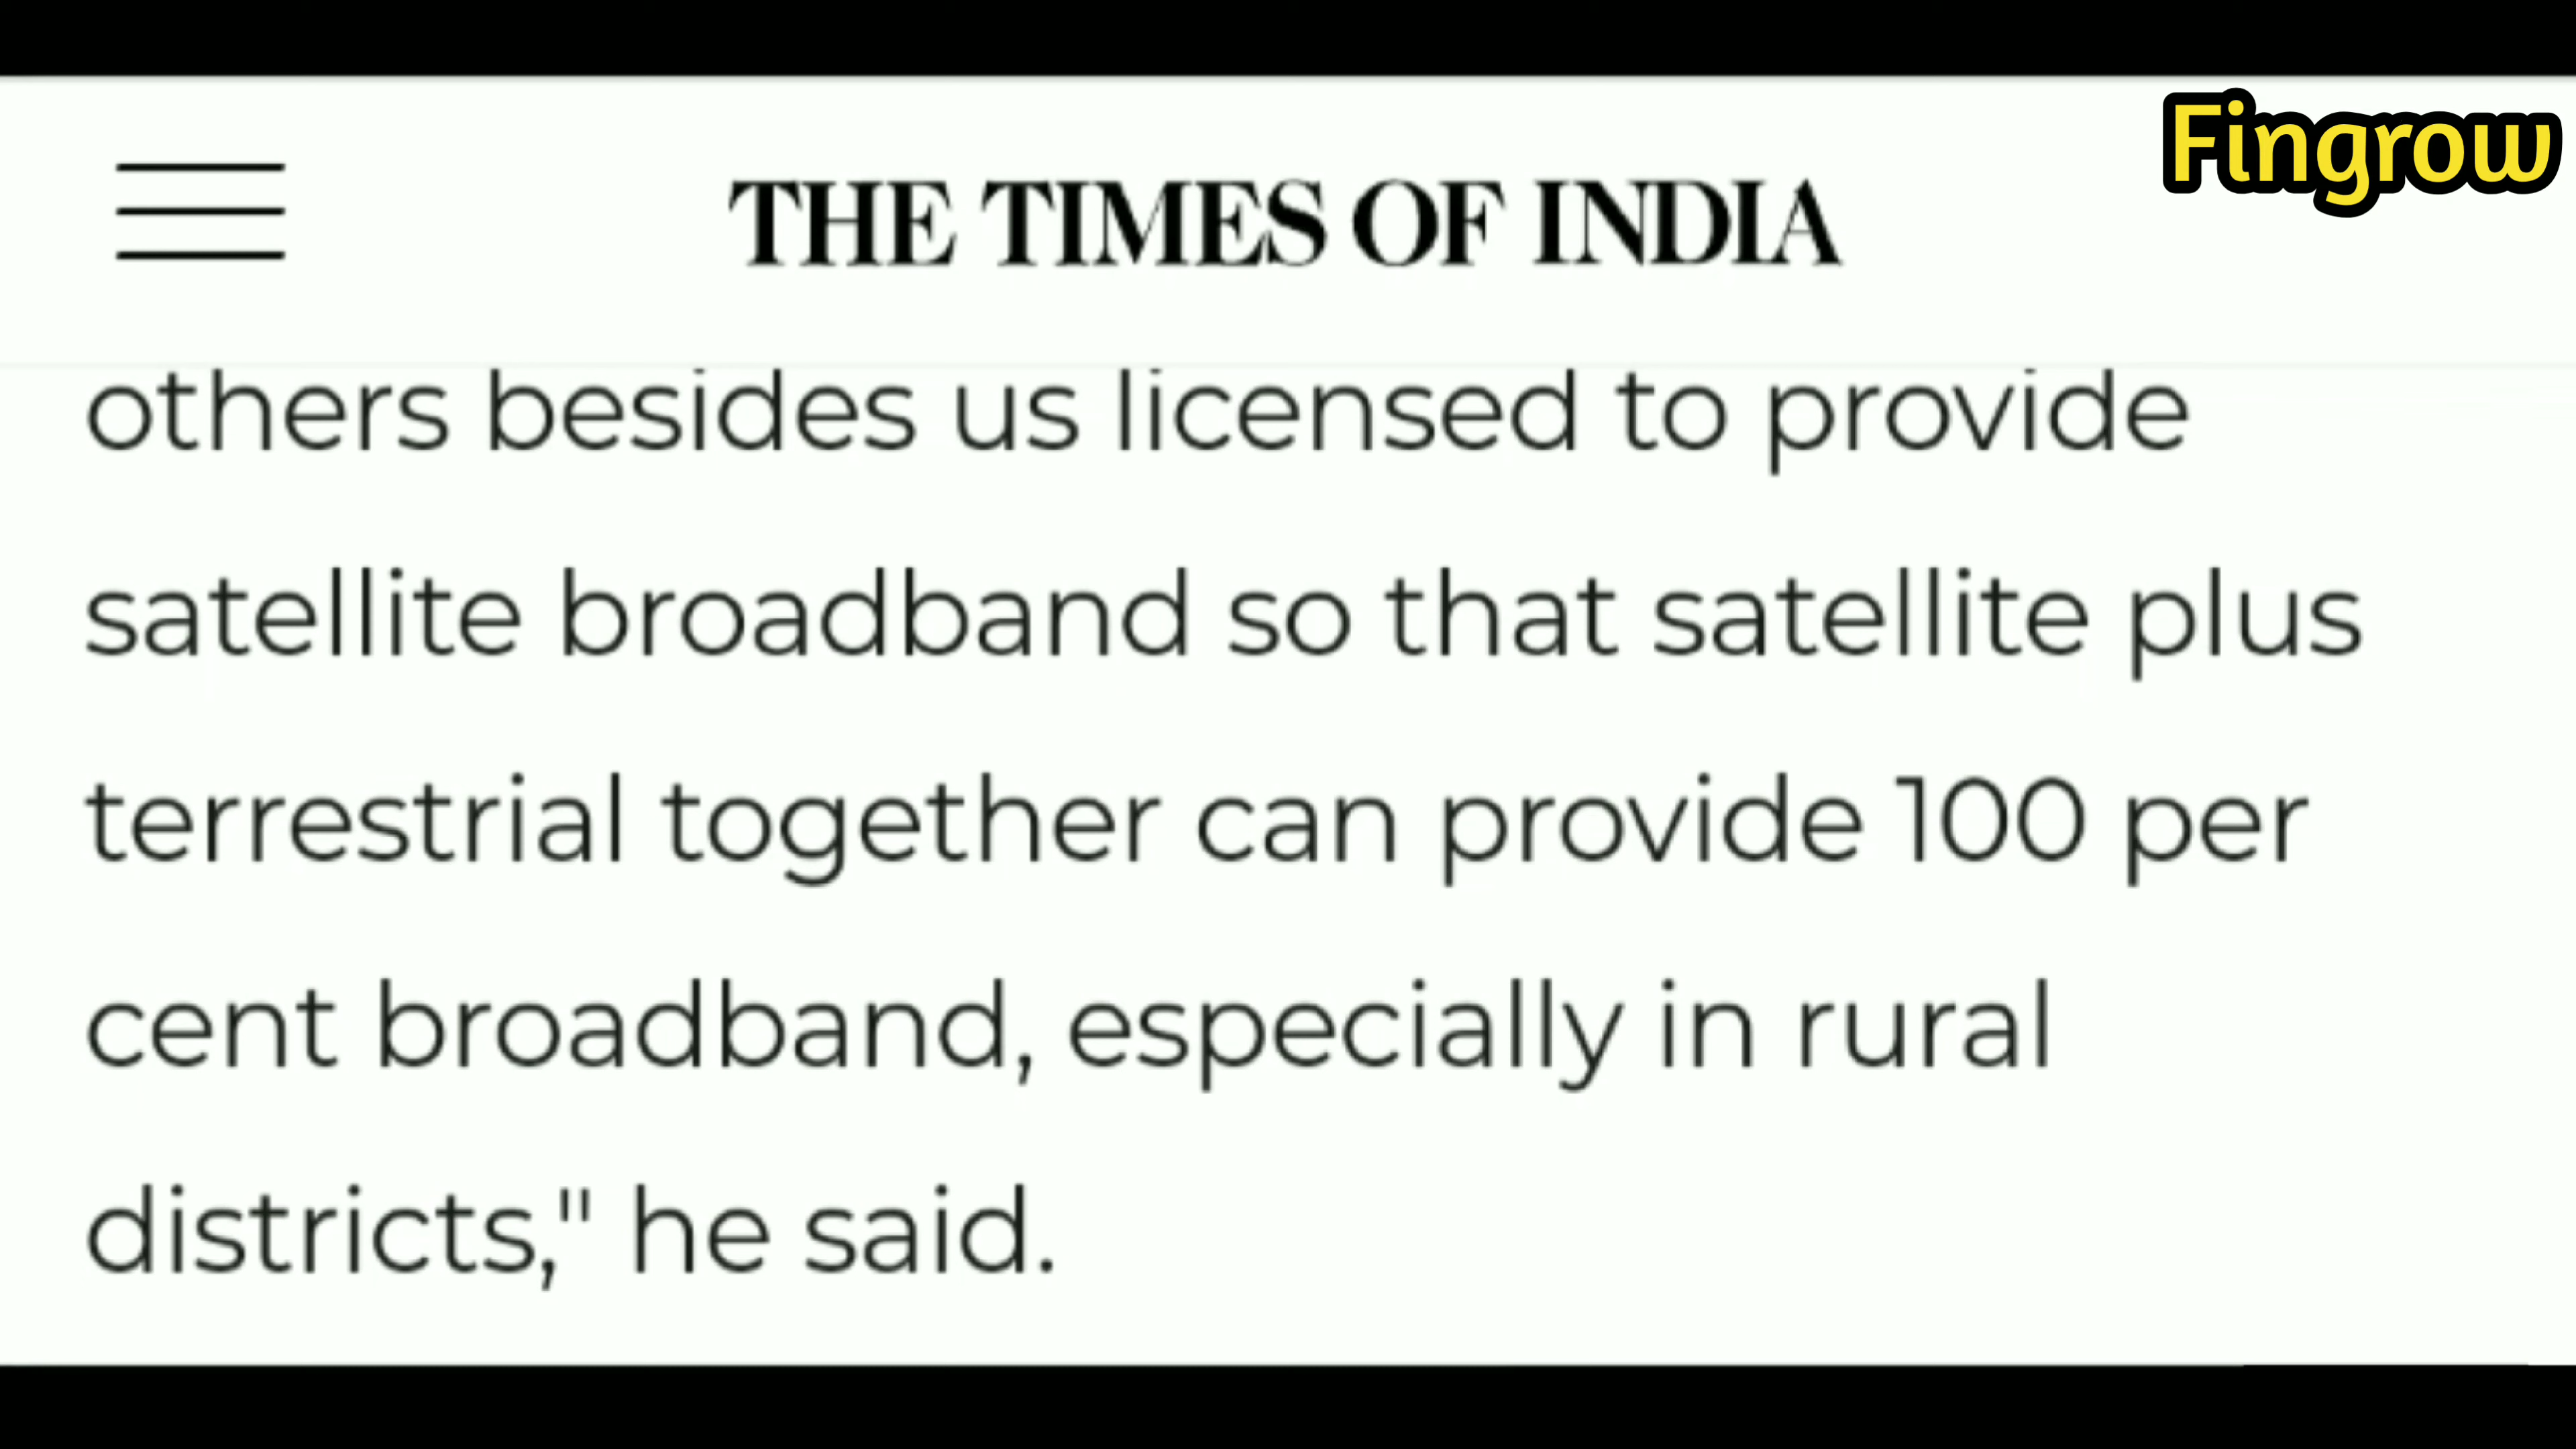 Fingrow
THE TIMES OF INDIA
others besides us licensed to provide
satellite broadband so that satellite plus
terrestrial together can provide 100 per
cent broadband, especially in rural
districts," he said.